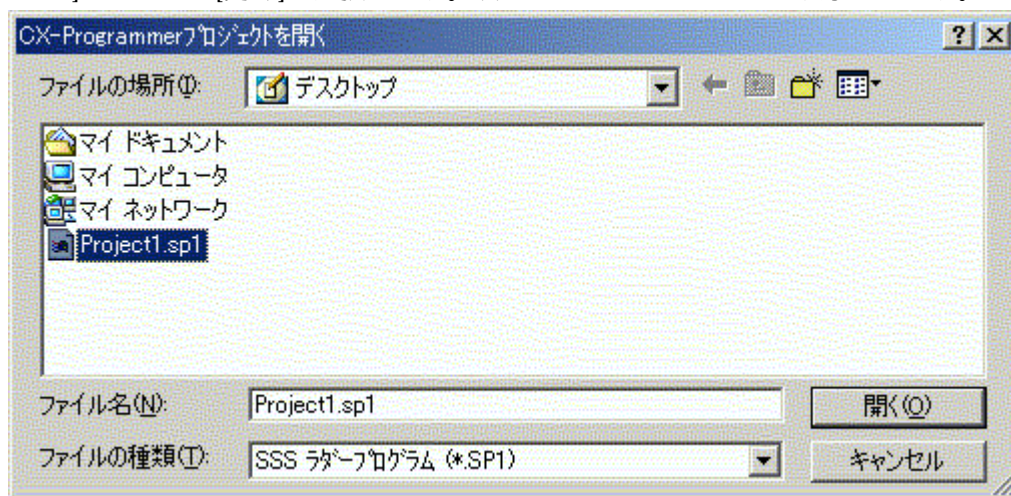 CX-Programmerプロジェクトを開く
ファイルの場所(I):
デスクトップ
マイ ドキュメント
マイ コンピュータ
マイ ネットワーク
Project1.sp1
ファイル名(N):
Project1.sp1
開く(O)
ファイルの種類(T):
SSS ラダープログラム (*.SP1)
キャンセル